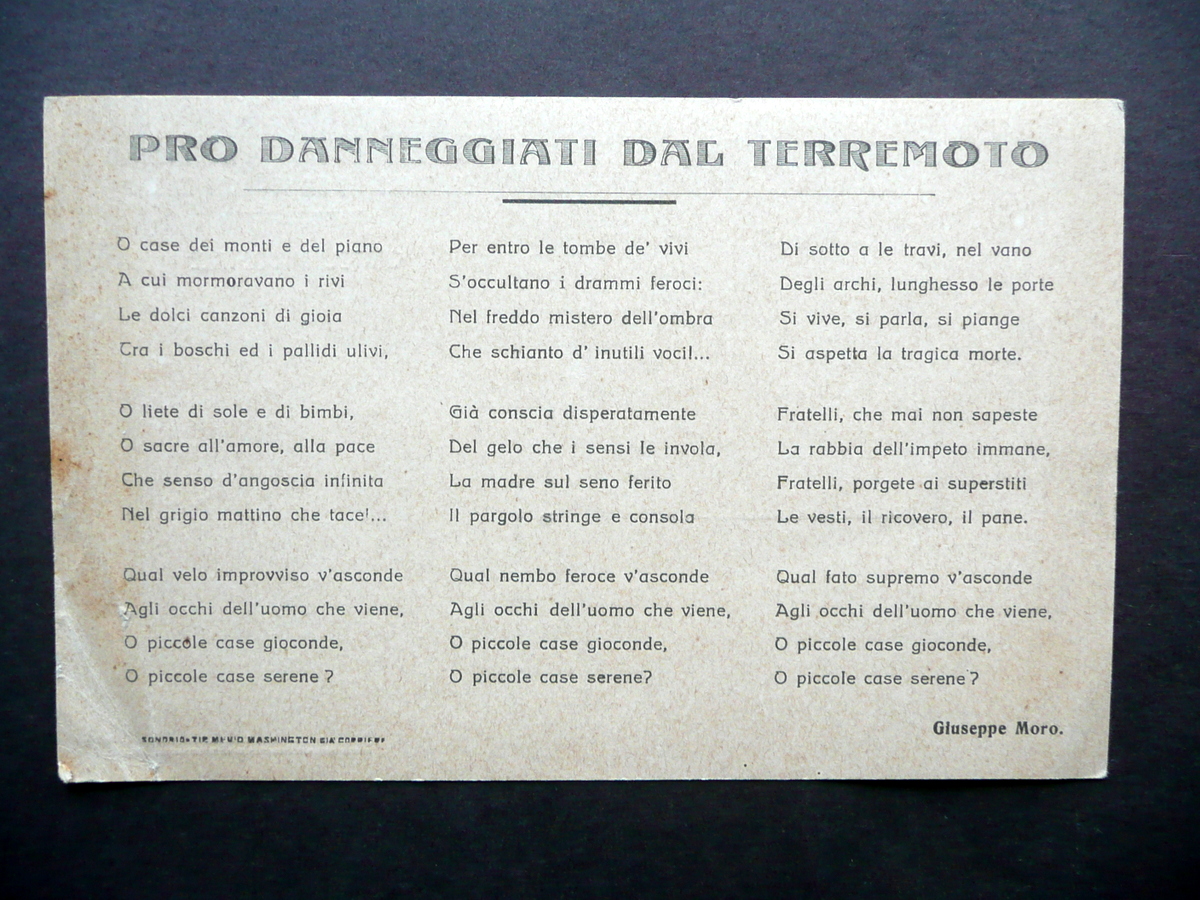 PRO DANNEGGIATI DAL TERREMOTO
O case dei monti e del piano
A cui mormoravano i rivi
Le dolci canzoni di gioia
Tra i boschi ed i pallidi ulivi,
O liete di sole e di bimbi,
O sacre all'amore, alla pace
Che senso d'angoscia infinita
Nel grigio mattino che tace!...
Qual velo improvviso v'asconde
Agli occhi dell'uomo che viene,
O piccole case gioconde,
O piccole case serene?
Per entro le tombe de' vivi
S'occultano i drammi feroci:
Nel freddo mistero dell'ombra
Che schianto d' inutili voci!...
Già conscia disperatamente
Del gelo che i sensi le invola,
La madre sul seno ferito
Il pargolo stringe e consola
Qual nembo feroce v'asconde
Agli occhi dell'uomo che viene,
O piccole case gioconde,
O piccole case serene?
Di sotto a le travi, nel vano
Degli archi, lunghesso le porte
Si vive, si parla, si piange
Si aspetta la tragica morte.
Fratelli, che mai non sapeste
La rabbia dell'impeto immane,
Fratelli, porgete ai superstiti
Le vesti, il ricovero, il pane.
Qual fato supremo v'asconde
Agli occhi dell'uomo che viene,
O piccole case gioconde,
O piccole case serene?
Giuseppe Moro.
SONDRIO-TIP. WASHINGTON GIÀ